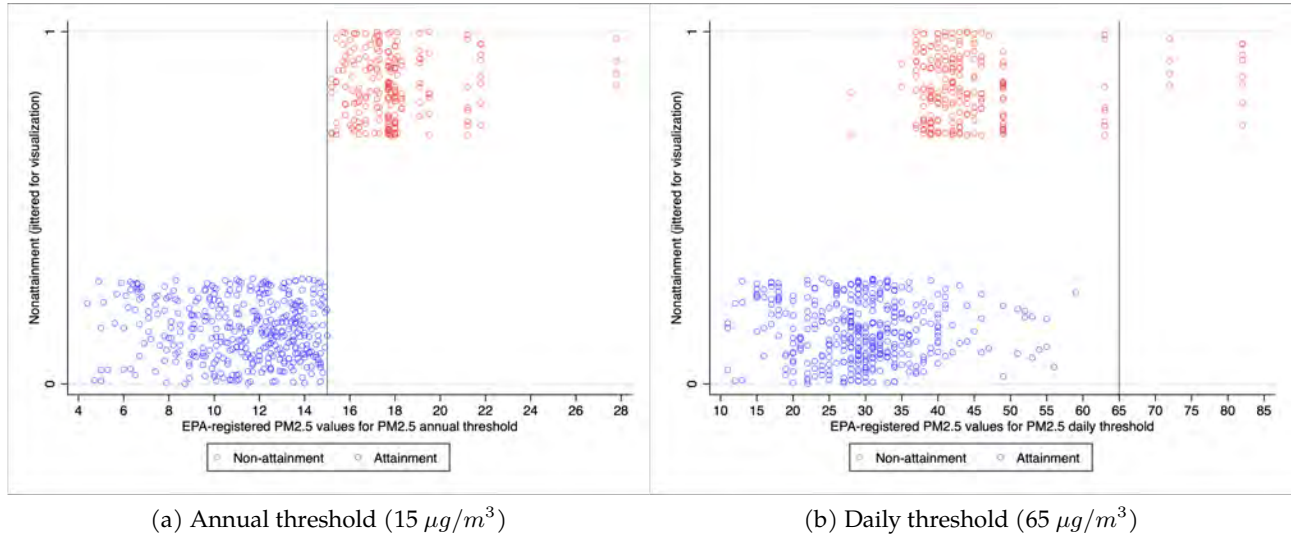 Nonattainment (jittered for visualization)
1
0
4 6 8 10 12 14 16 18 20 22 24 26 28
EPA-registered PM2.5 values for PM2.5 annual threshold
Non-attainment Attainment
(a) Annual threshold (15 μg/m³)
Nonattainment (jittered for visualization)
1
0
10 15 20 25 30 35 40 45 50 55 60 65 70 75 80 85
EPA-registered PM2.5 values for PM2.5 daily threshold
Non-attainment Attainment
(b) Daily threshold (65 μg/m³)